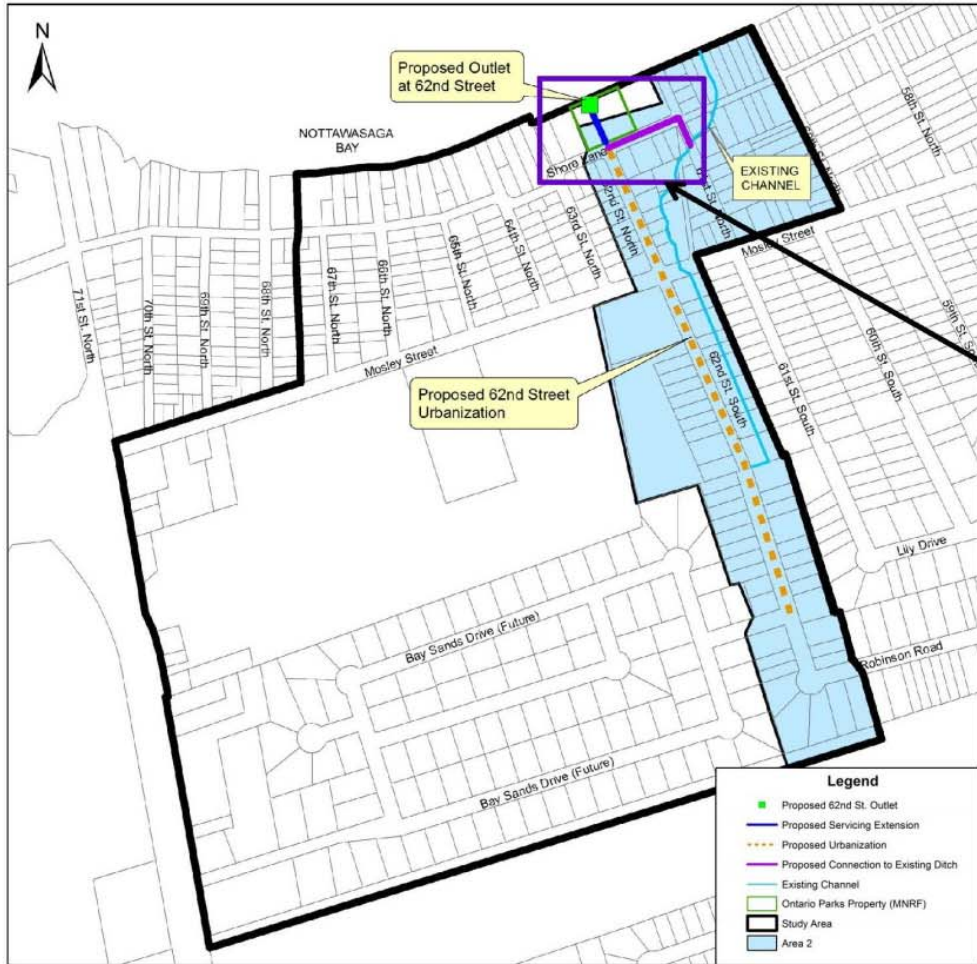 N
Proposed Outlet
at 62nd Street
NOTTAWASAGA
BAY
58th St. North
EXISTING
CHANNEL
Shore Lane
62nd St. North
61st St. North
63rd St. North
64th St. North
65th St. North
66th St. North
67th St. North
68th St. North
69th St. North
70th St. North
71st St. North
Mosley Street
Mosley Street
59th St. So
60th St. South
61st St. South
62nd St. South
Proposed 62nd Street
Urbanization
Lily Drive
Robinson Road
Bay Sands Drive (Future)
Bay Sands Drive (Future)
Legend
Proposed 62nd St. Outlet
Proposed Servicing Extension
Proposed Urbanization
Proposed Connection to Existing Ditch
Existing Channel
Ontario Parks Property (MNRF)
Study Area
Area 2